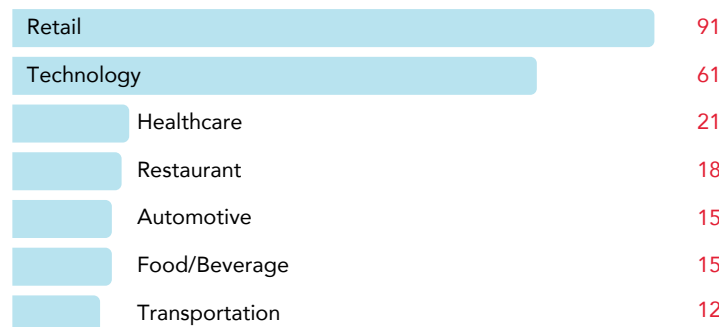 Retail 91
Technology 61
Healthcare 21
Restaurant 18
Automotive 15
Food/Beverage 15
Transportation 12